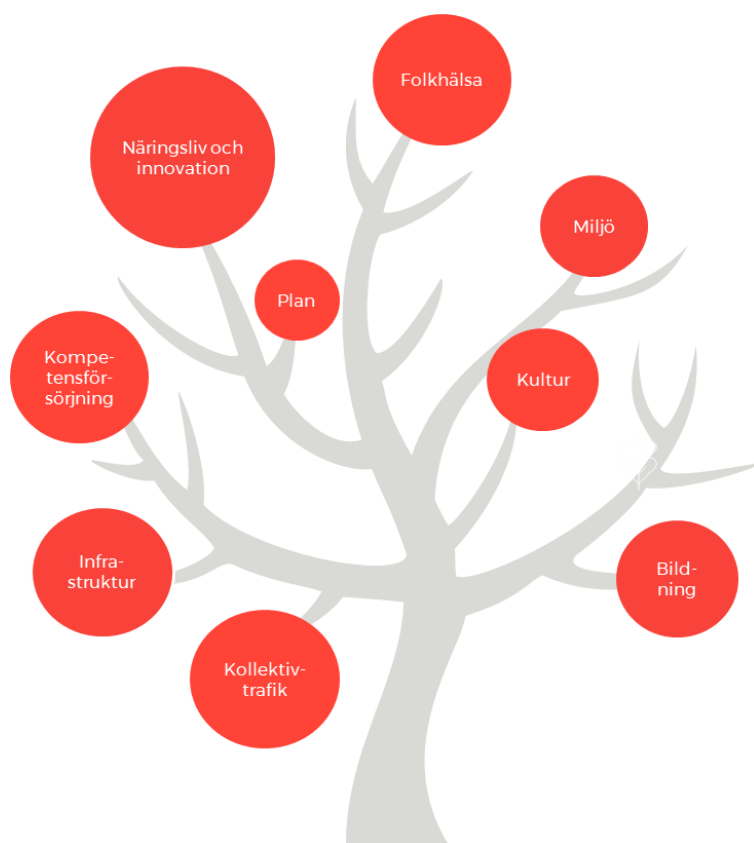 Folkhälsa
Näringsliv och
innovation
Miljö
Plan
Kompe-
tensför-
sörjning
Kultur
Infra-
struktur
Bild-
ning
Kollektiv-
trafik